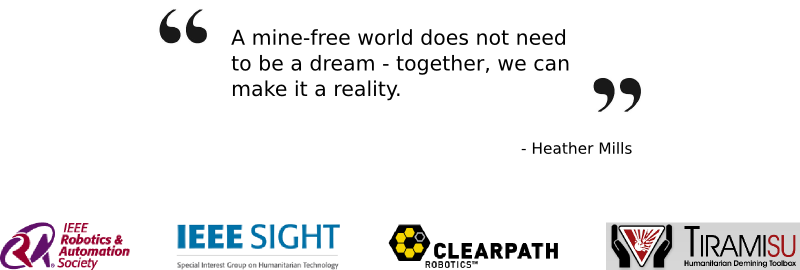 “
A mine-free world does not need
to be a dream - together, we can
make it a reality.
”
- Heather Mills
IEEE
Robotics &
Automation
Society
IEEE SIGHT
Special Interest Group on Humanitarian Technology
CLEARPATH
ROBOTICS™
TIRAMISU
Humanitarian Demining Toolbox